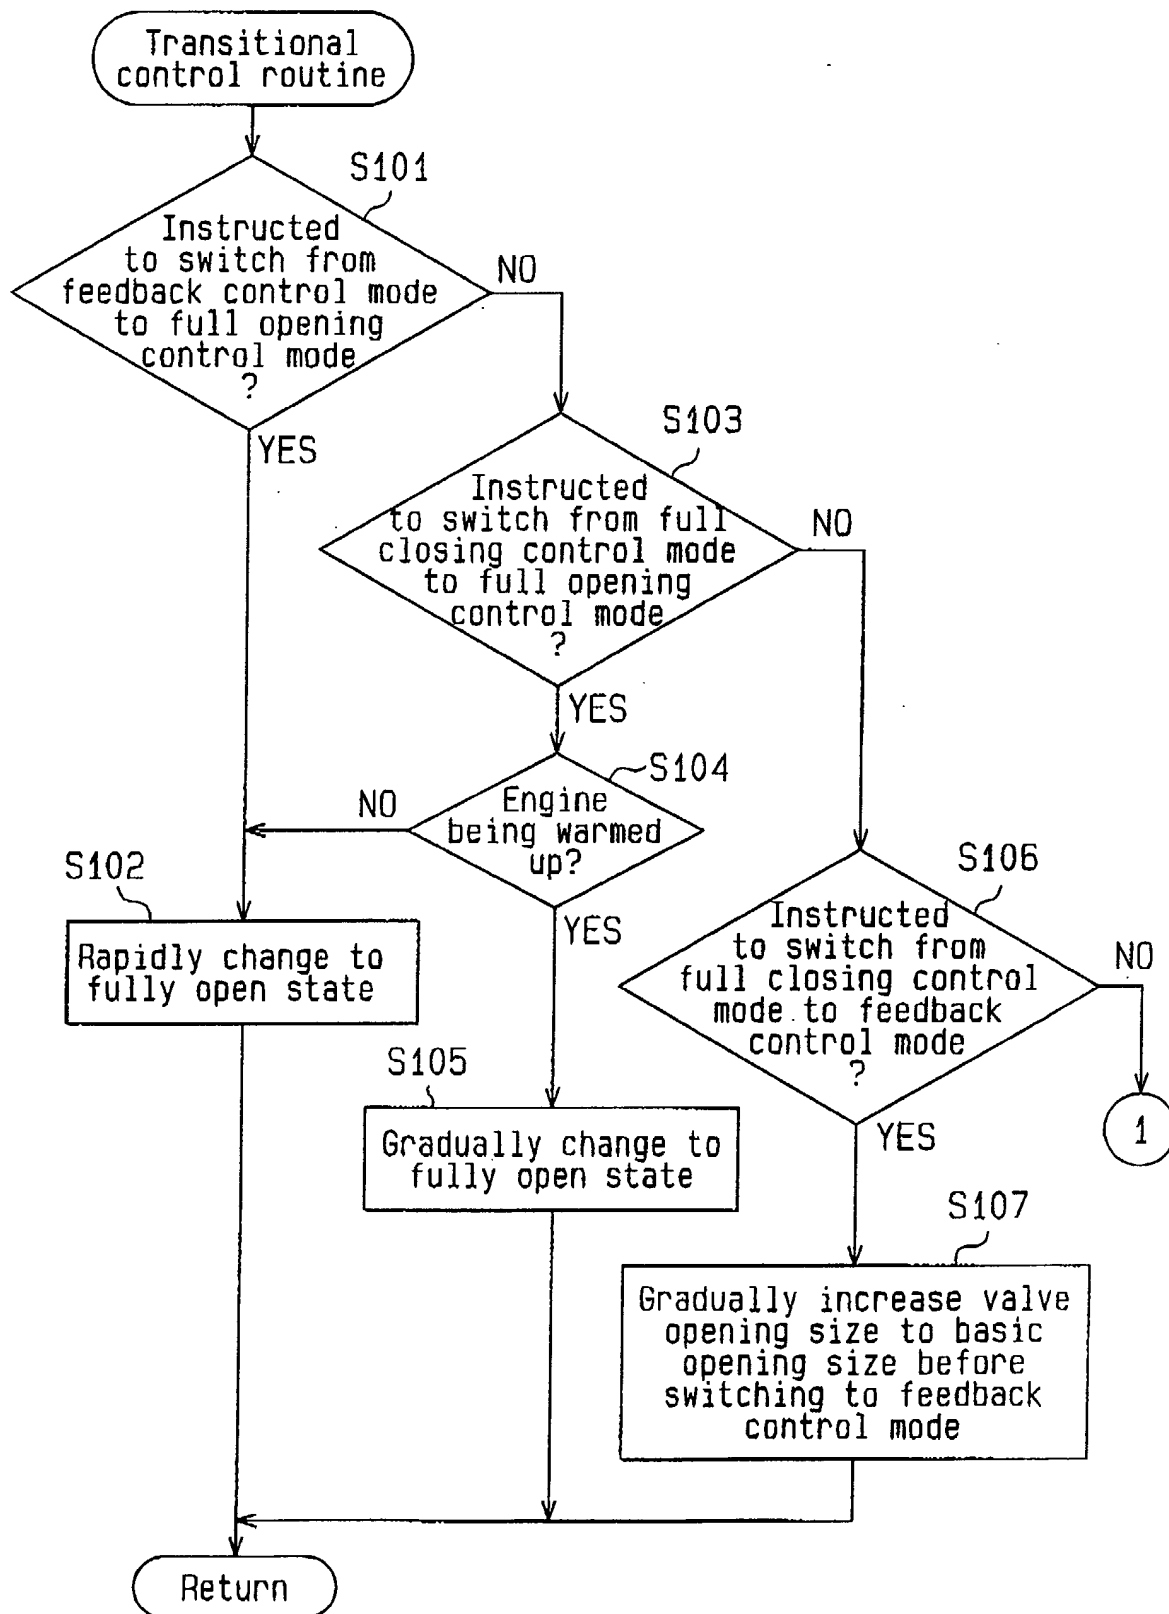 Transitional
control routine
S101
Instructed
to switch from
feedback control mode
to full opening
control mode
?
NO
YES
S103
Instructed
to switch from full
closing control mode
to full opening
control mode
?
NO
YES
S104
Engine
being warmed
up?
NO
YES
S102
Rapidly change to
fully open state
S105
Gradually change to
fully open state
S106
Instructed
to switch from
full closing control
mode to feedback
control mode
?
NO
YES
1
S107
Gradually increase valve
opening size to basic
opening size before
switching to feedback
control mode
Return